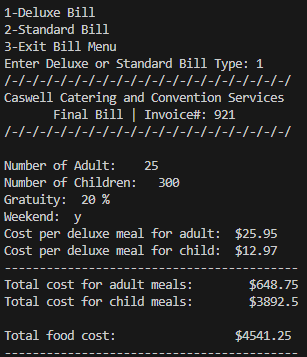 1-Deluxe Bill
2-Standard Bill
3-Exit Bill Menu
Enter Deluxe or Standard Bill Type: 1
/-/-/-/-/-/-/-/-/-/-/-/-/-/-/-/-/-/-/-/-/
Caswell Catering and Convention Services
       Final Bill | Invoice#: 921
/-/-/-/-/-/-/-/-/-/-/-/-/-/-/-/-/-/-/-/-/

Number of Adult:    25
Number of Children:   300
Gratuity:  20 %
Weekend:  y
Cost per deluxe meal for adult:  $25.95
Cost per deluxe meal for child:  $12.97
------------------------------------------
Total cost for adult meals:        $648.75
Total cost for child meals:        $3892.5

Total food cost:                   $4541.25
------------------------------------------